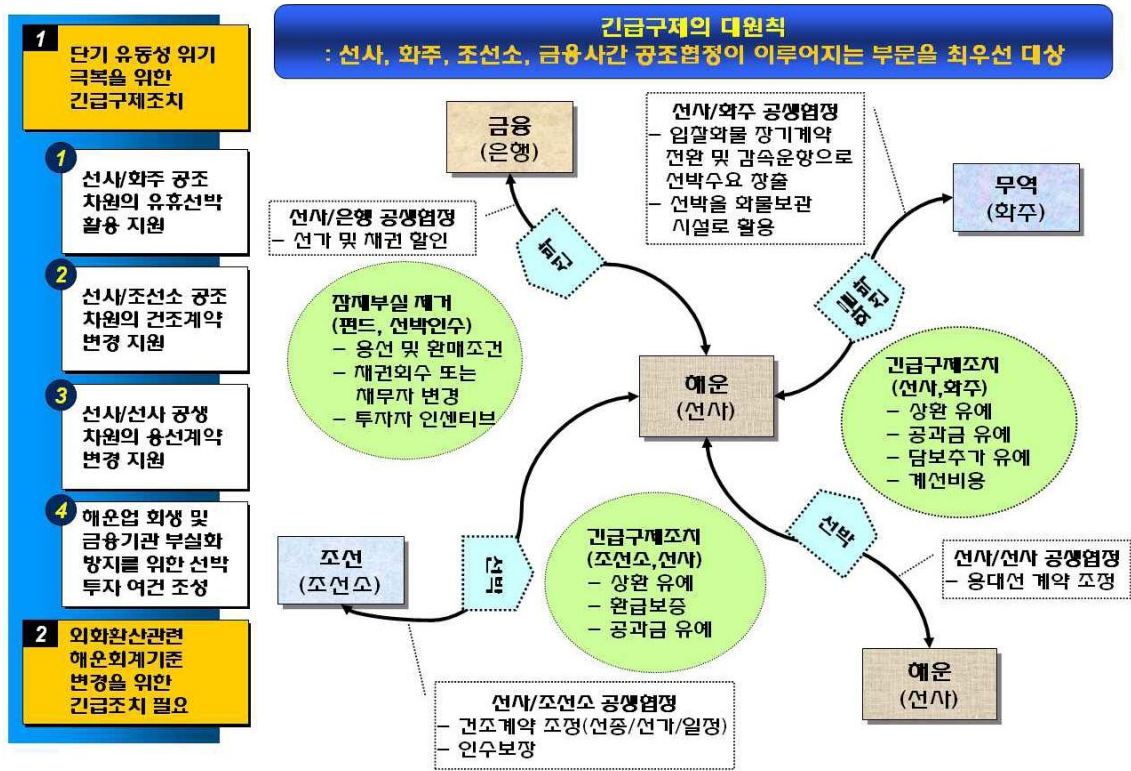 1
단기 유동성 위기
극복을 위한
긴급구제조치
1
선사/화주 공조
차원의 유휴선박
활용 지원
2
선사/조선소 공조
차원의 건조계약
변경 지원
3
선사/선사 공생
차원의 용선계약
변경 지원
4
해운업 회생 및
금융기관 부실화
방지를 위한 선박
투자 여건 조성
2
외화환산관련
해운회계기준
변경을 위한
긴급조치 필요
긴급구제의 대원칙
: 선사, 화주, 조선소, 금융사간 공조협정이 이루어지는 부문을 최우선 대상
금융
(은행)
선사/화주 공생협정
– 입찰화물 장기계약
전환 및 감속운항으로
선박수요 창출
– 선박을 화물보관
시설로 활용
무역
(화주)
선사/은행 공생협정
– 선가 및 채권 할인
선박
선박
화물
잠재부실 제거
(펀드, 선박인수)
– 용선 및 환매조건
– 채권회수 또는
채무자 변경
– 투자자 인센티브
해운
(선사)
긴급구제조치
(선사,화주)
– 상환 유예
– 공과금 유예
– 담보추가 유예
– 계선비용
조선
(조선소)
선박
긴급구제조치
(조선소,선사)
– 상환 유예
– 환급보증
– 공과금 유예
선박
선사/선사 공생협정
– 용대선 계약 조정
해운
(선사)
선사/조선소 공생협정
– 건조계약 조정(선종/선가/일정)
– 인수보장